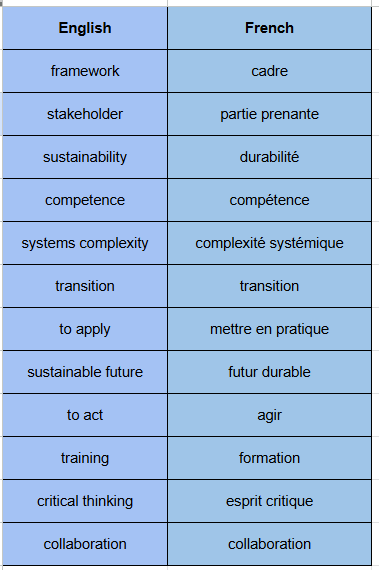 English French
framework cadre
stakeholder partie prenante
sustainability durabilité
competence compétence
systems complexity complexité systémique
transition transition
to apply mettre en pratique
sustainable future futur durable
to act agir
training formation
critical thinking esprit critique
collaboration collaboration